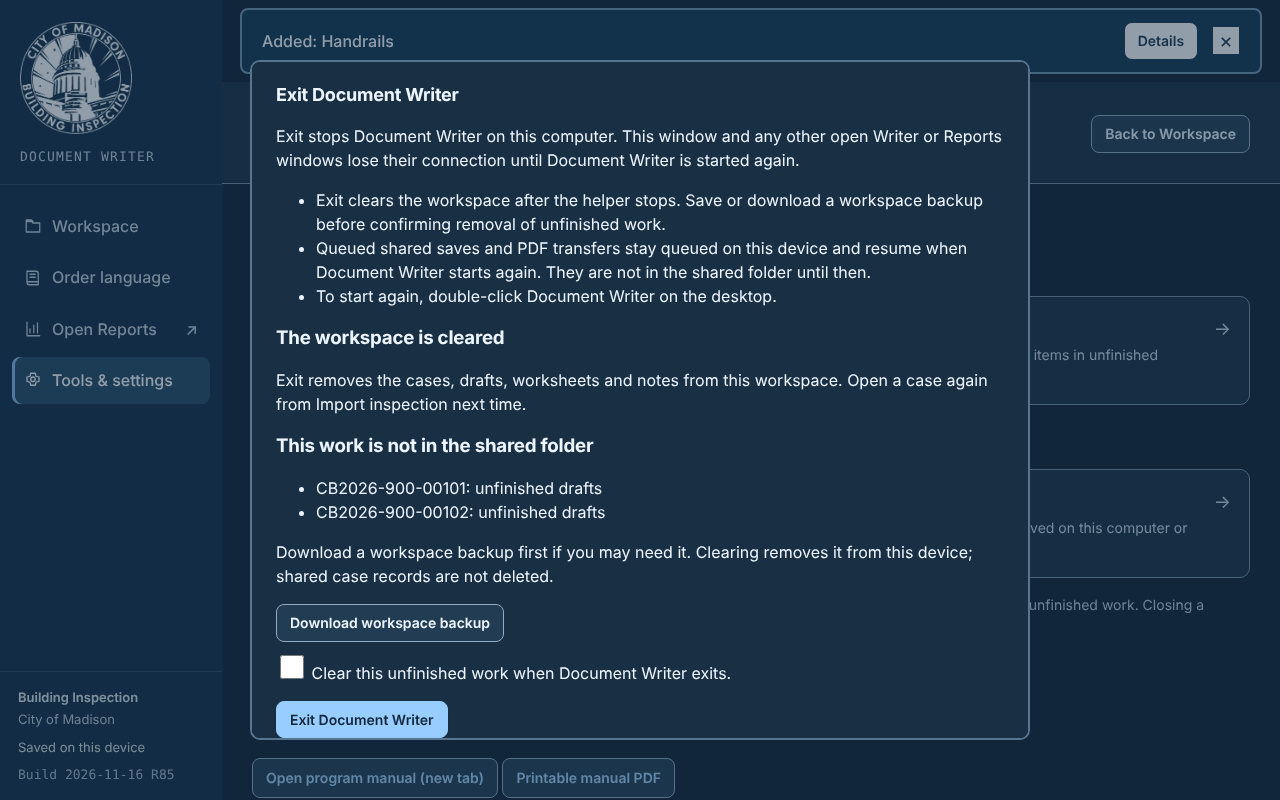 CITY OF MADISON
BUILDING INSPECTION
DOCUMENT WRITER
Workspace
Order language
Open Reports
Tools & settings
Building Inspection
City of Madison
Saved on this device
Build 2026-11-16 R85
Added: Handrails
Details
Back to Workspace
Exit Document Writer
Exit stops Document Writer on this computer. This window and any other open Writer or Reports
windows lose their connection until Document Writer is started again.
Exit clears the workspace after the helper stops. Save or download a workspace backup
before confirming removal of unfinished work.
Queued shared saves and PDF transfers stay queued on this device and resume when
Document Writer starts again. They are not in the shared folder until then.
To start again, double-click Document Writer on the desktop.
The workspace is cleared
Exit removes the cases, drafts, worksheets and notes from this workspace. Open a case again
from Import inspection next time.
This work is not in the shared folder
CB2026-900-00101: unfinished drafts
CB2026-900-00102: unfinished drafts
Download a workspace backup first if you may need it. Clearing removes it from this device;
shared case records are not deleted.
Download workspace backup
Clear this unfinished work when Document Writer exits.
Exit Document Writer
items in unfinished
on this computer or
unfinished work. Closing a
Open program manual (new tab)
Printable manual PDF